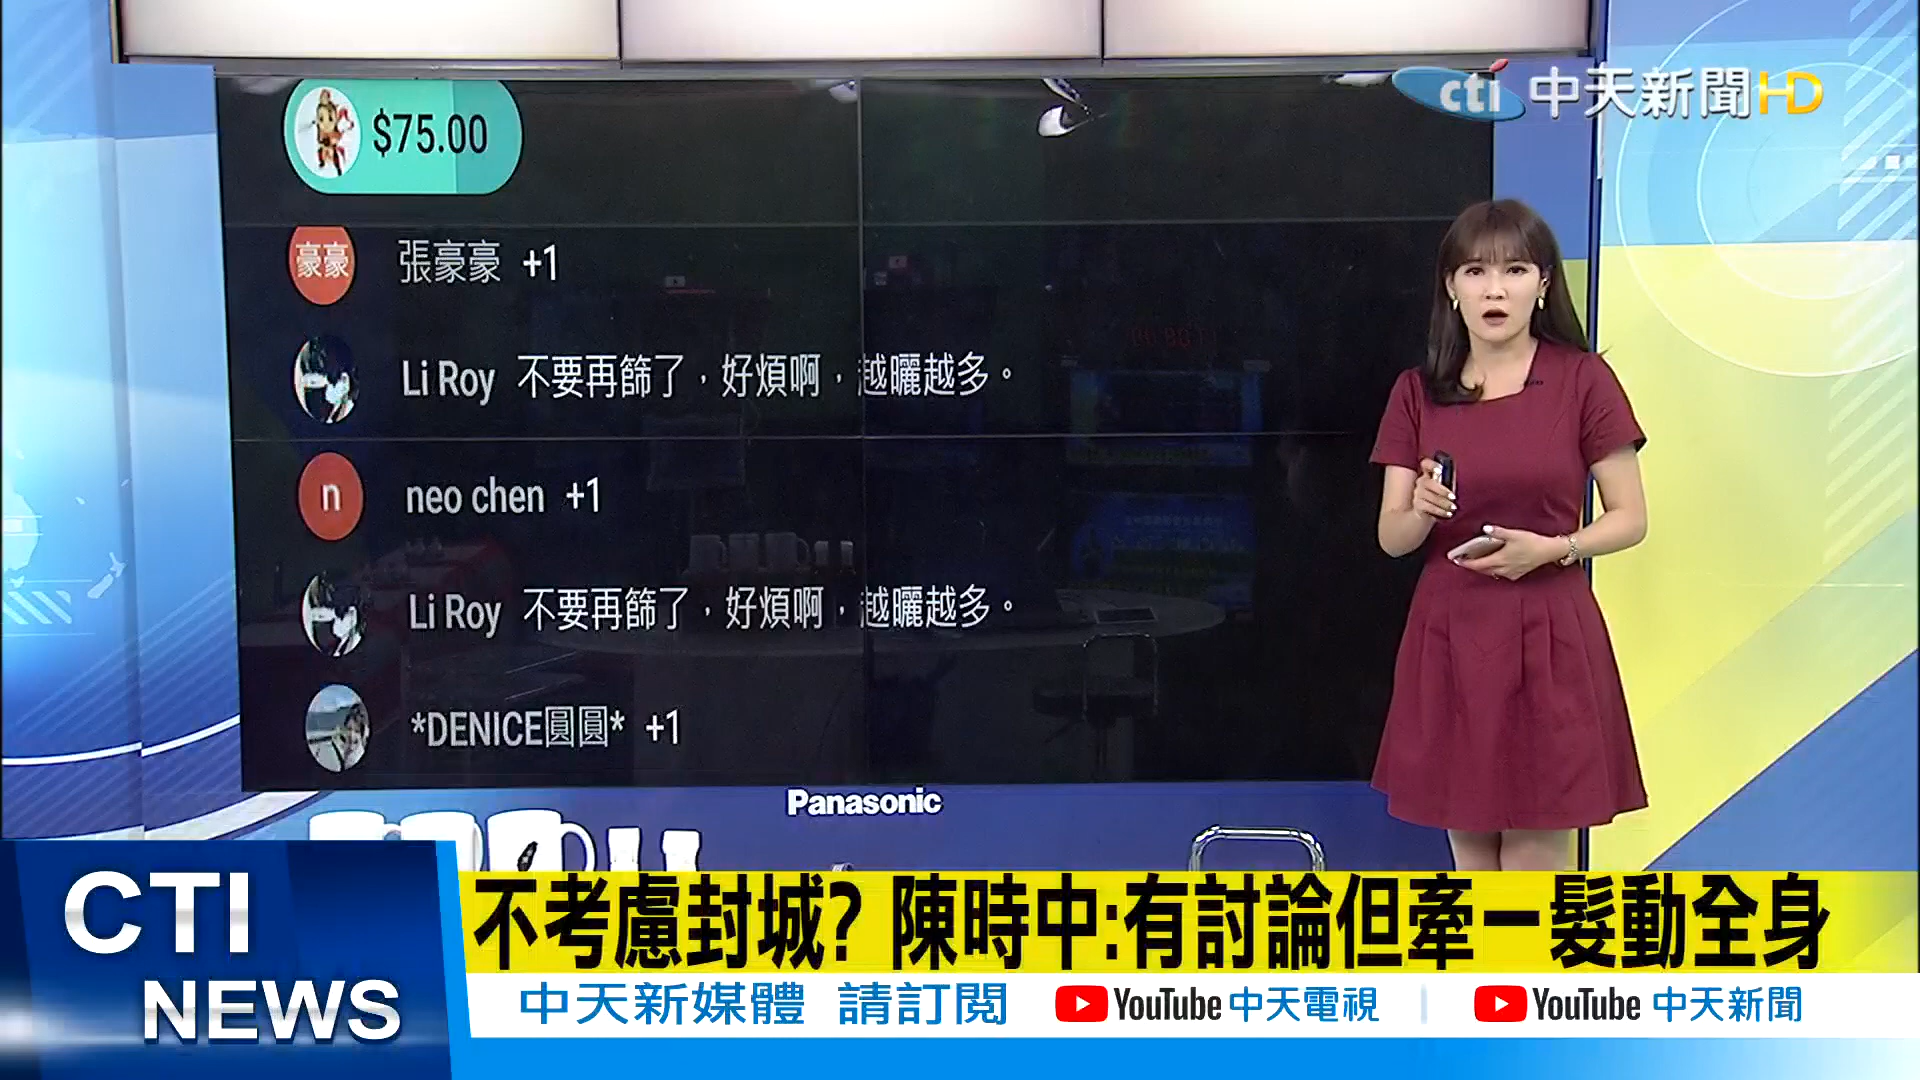 $75.00
cti 中天新聞HD
豪豪 張豪豪 +1
Li Roy 不要再篩了，好煩啊，越曬越多。
n neo chen +1
Li Roy 不要再篩了，好煩啊，越曬越多。
*DENICE圓圓* +1
Panasonic
CTI NEWS
不考慮封城? 陳時中:有討論但牽一髮動全身
中天新媒體 請訂閱 YouTube 中天電視 | YouTube 中天新聞